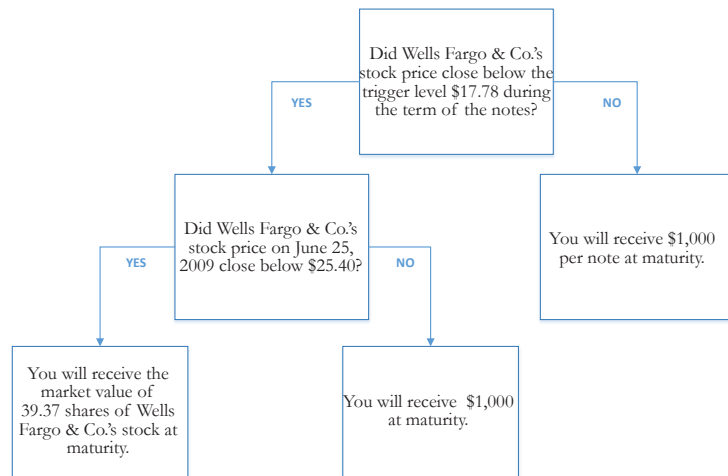 Did Wells Fargo & Co.'s
stock price close below the
trigger level $17.78 during
the term of the notes?
YES
NO
Did Wells Fargo & Co.'s
stock price on June 25,
2009 close below $25.40?
You will receive $1,000
per note at maturity.
YES
NO
You will receive the
market value of
39.37 shares of Wells
Fargo & Co.'s stock at
maturity.
You will receive $1,000
at maturity.